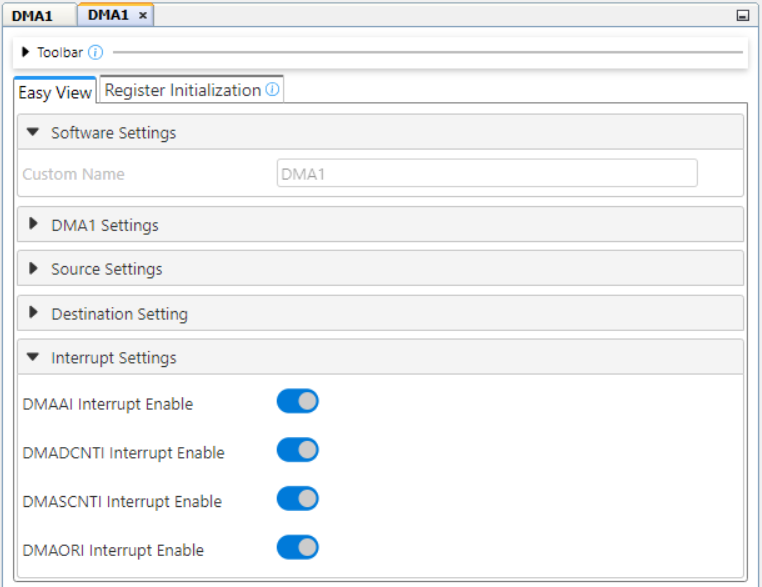 DMA1
DMA1 ×
Toolbar
Easy View
Register Initialization
Software Settings
Custom Name
DMA1
DMA1 Settings
Source Settings
Destination Setting
Interrupt Settings
DMAAI Interrupt Enable
DMADCNTI Interrupt Enable
DMASCNTI Interrupt Enable
DMAORI Interrupt Enable